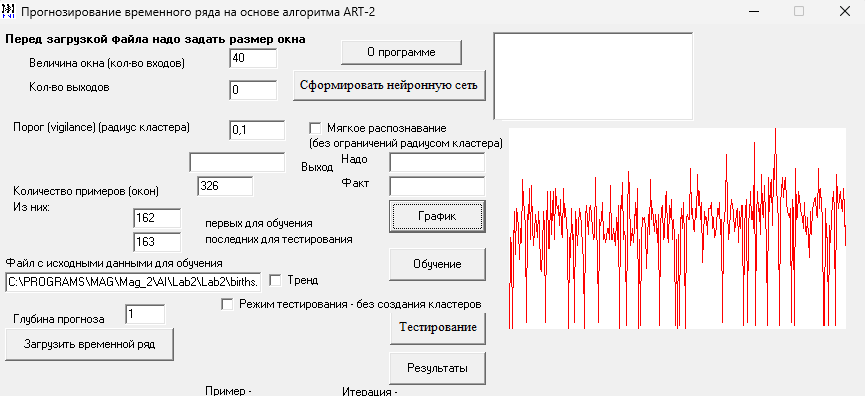 Прогнозирование временного ряда на основе алгоритма ART-2
Перед загрузкой файла надо задать размер окна
Величина окна (кол-во входов)
40
О программе
Кол-во выходов
0
Сформировать нейронную сеть
Порог (vigilance) (радиус кластера)
0,1
Мягкое распознавание
(без ограничений радиусом кластера)
Выход
Надо
Факт
Количество примеров (окон)
326
Из них:
162
первых для обучения
163
последних для тестирования
График
Файл с исходными данными для обучения
Обучение
C:\PROGRAMS\MAG\Mag_2\AI\Lab2\Lab2\births.
Тренд
Режим тестирования - без создания кластеров
Глубина прогноза
1
Тестирование
Загрузить временной ряд
Результаты
Пример -
Итерация -